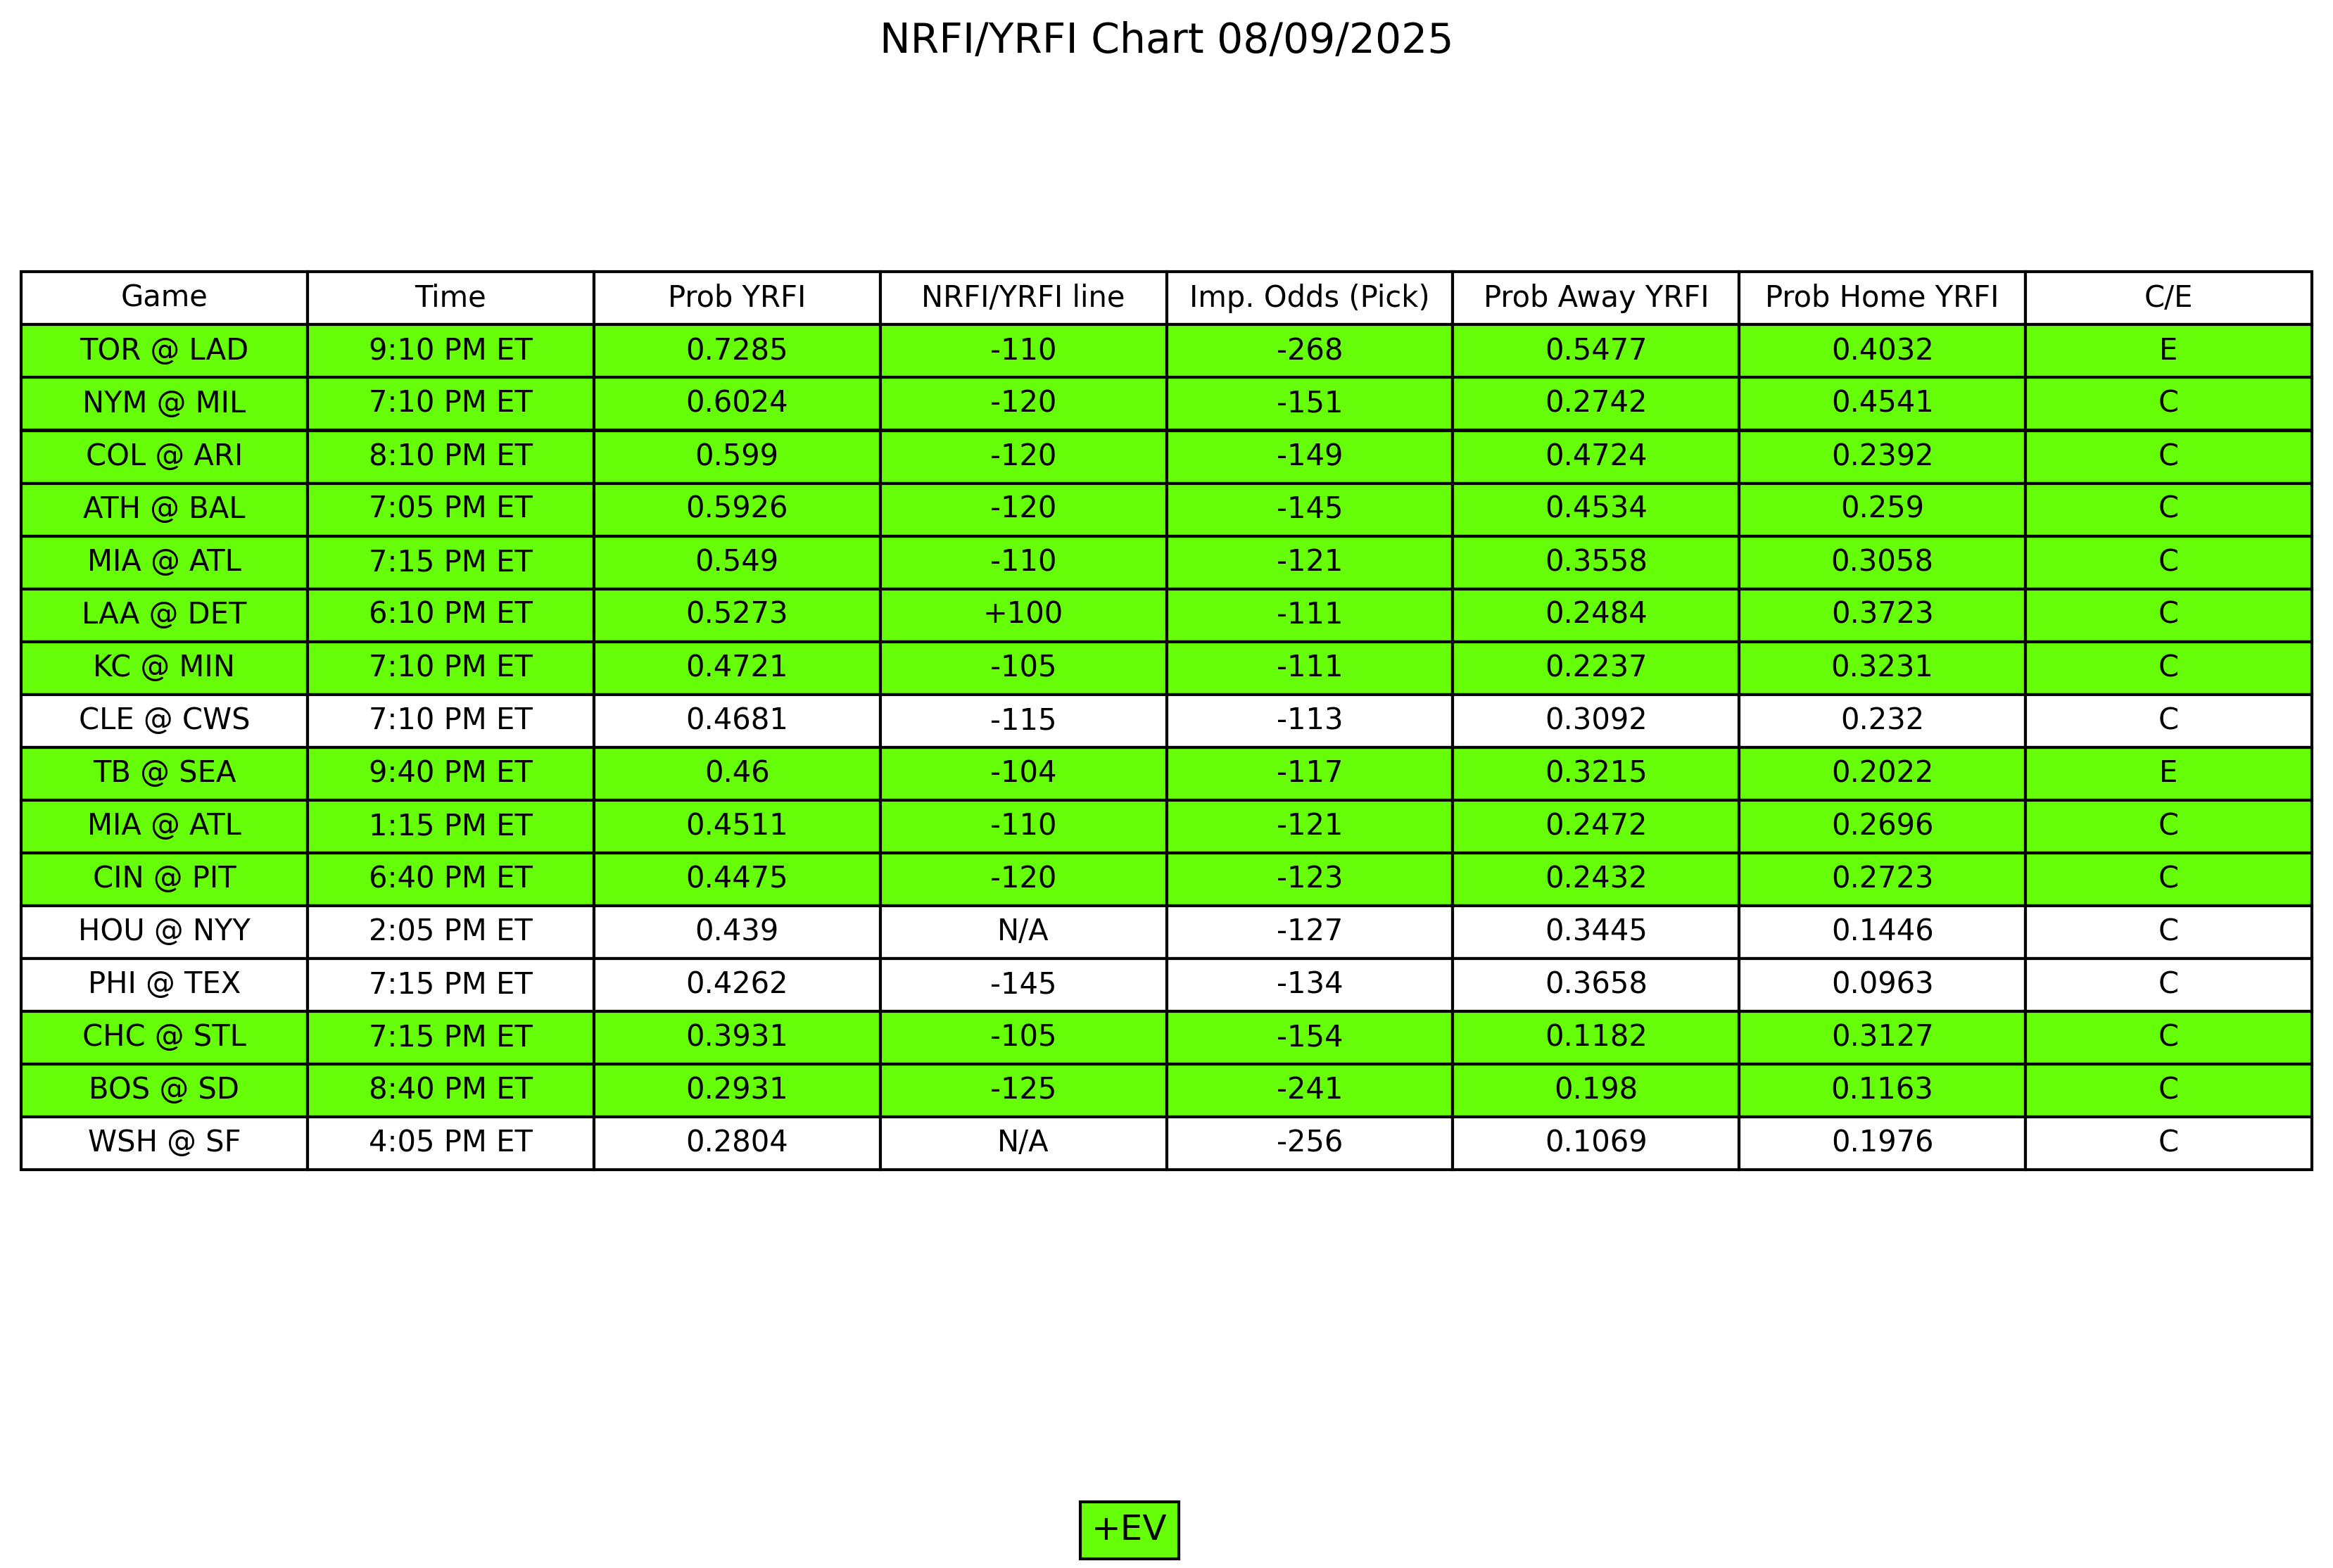 NRFI/YRFI Chart 08/09/2025
Game Time Prob YRFI NRFI/YRFI line Imp. Odds (Pick) Prob Away YRFI Prob Home YRFI C/E
TOR @ LAD 9:10 PM ET 0.7285 -110 -268 0.5477 0.4032 E
NYM @ MIL 7:10 PM ET 0.6024 -120 -151 0.2742 0.4541 C
COL @ ARI 8:10 PM ET 0.599 -120 -149 0.4724 0.2392 C
ATH @ BAL 7:05 PM ET 0.5926 -120 -145 0.4534 0.259 C
MIA @ ATL 7:15 PM ET 0.549 -110 -121 0.3558 0.3058 C
LAA @ DET 6:10 PM ET 0.5273 +100 -111 0.2484 0.3723 C
KC @ MIN 7:10 PM ET 0.4721 -105 -111 0.2237 0.3231 C
CLE @ CWS 7:10 PM ET 0.4681 -115 -113 0.3092 0.232 C
TB @ SEA 9:40 PM ET 0.46 -104 -117 0.3215 0.2022 E
MIA @ ATL 1:15 PM ET 0.4511 -110 -121 0.2472 0.2696 C
CIN @ PIT 6:40 PM ET 0.4475 -120 -123 0.2432 0.2723 C
HOU @ NYY 2:05 PM ET 0.439 N/A -127 0.3445 0.1446 C
PHI @ TEX 7:15 PM ET 0.4262 -145 -134 0.3658 0.0963 C
CHC @ STL 7:15 PM ET 0.3931 -105 -154 0.1182 0.3127 C
BOS @ SD 8:40 PM ET 0.2931 -125 -241 0.198 0.1163 C
WSH @ SF 4:05 PM ET 0.2804 N/A -256 0.1069 0.1976 C
+EV